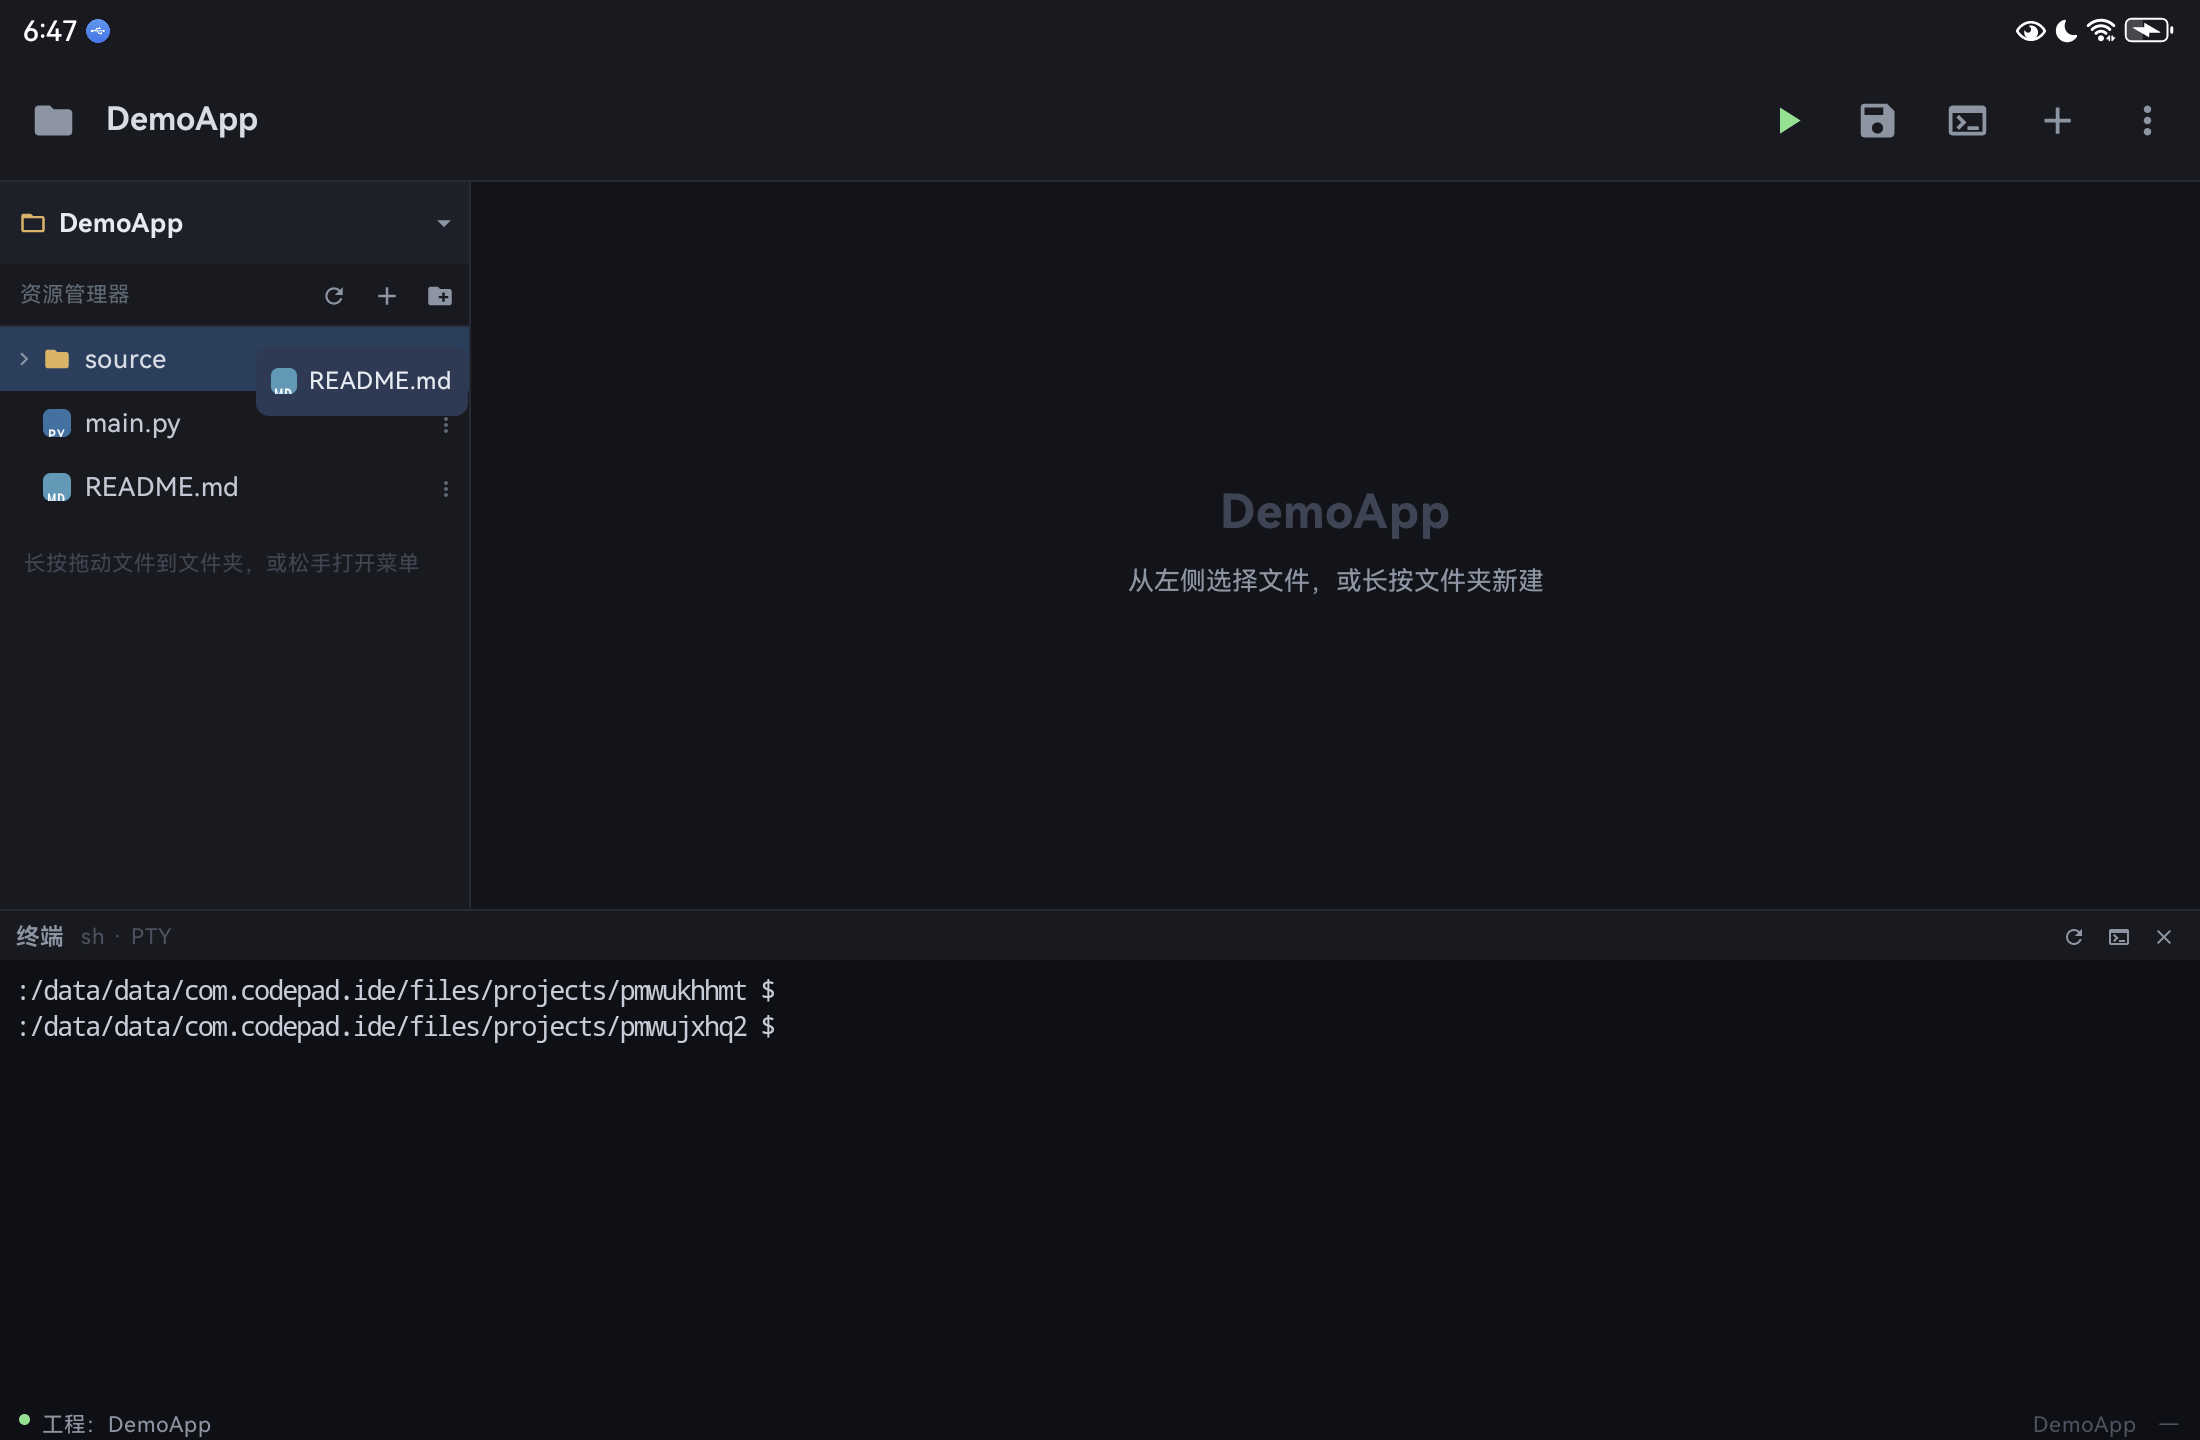 6:47
DemoApp
DemoApp
资源管理器
source
README.md
PY
main.py
MD
README.md
长按拖动文件到文件夹，或松手打开菜单
DemoApp
从左侧选择文件，或长按文件夹新建
终端 sh · PTY
:/data/data/com.codepad.ide/files/projects/pmwukhhmt $
:/data/data/com.codepad.ide/files/projects/pmwujxhq2 $
工程：DemoApp
DemoApp —